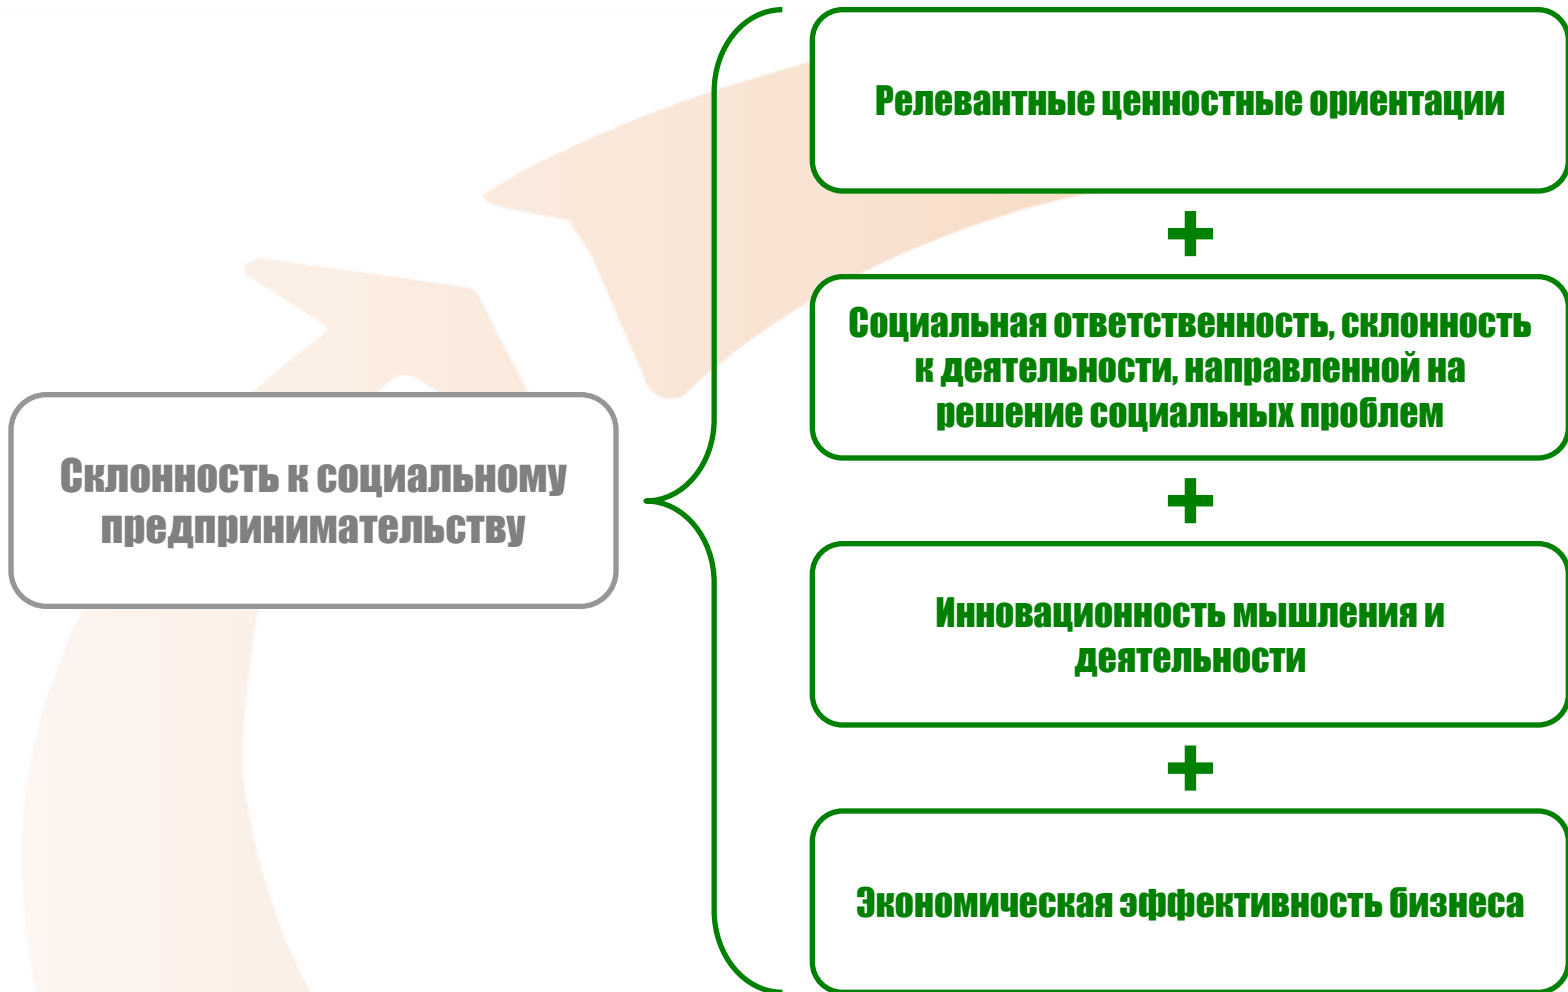 Склонность к социальному
предпринимательству
Релевантные ценностные ориентации
+
Социальная ответственность, склонность
к деятельности, направленной на
решение социальных проблем
+
Инновационность мышления и
деятельности
+
Экономическая эффективность бизнеса